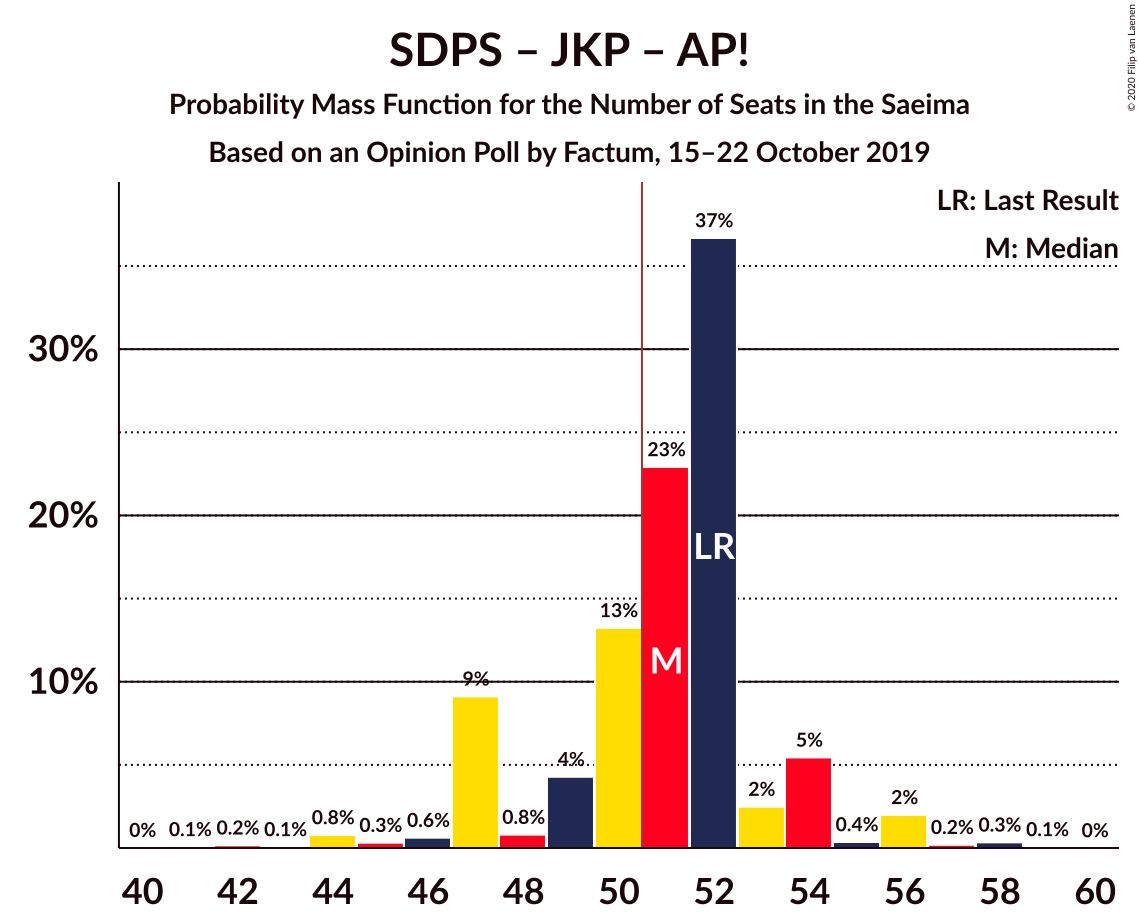 SDPS – JKP – AP!
Probability Mass Function for the Number of Seats in the Saeima
Based on an Opinion Poll by Factum, 15–22 October 2019
© 2020 Filip van Laenen
LR: Last Result
M: Median
30%
20%
10%
0%
0.1%
0.2%
0.1%
0.8%
0.3%
0.6%
9%
0.8%
4%
13%
23%
37%
2%
5%
0.4%
2%
0.2%
0.3%
0.1%
0%
M
LR
40 42 44 46 48 50 52 54 56 58 60